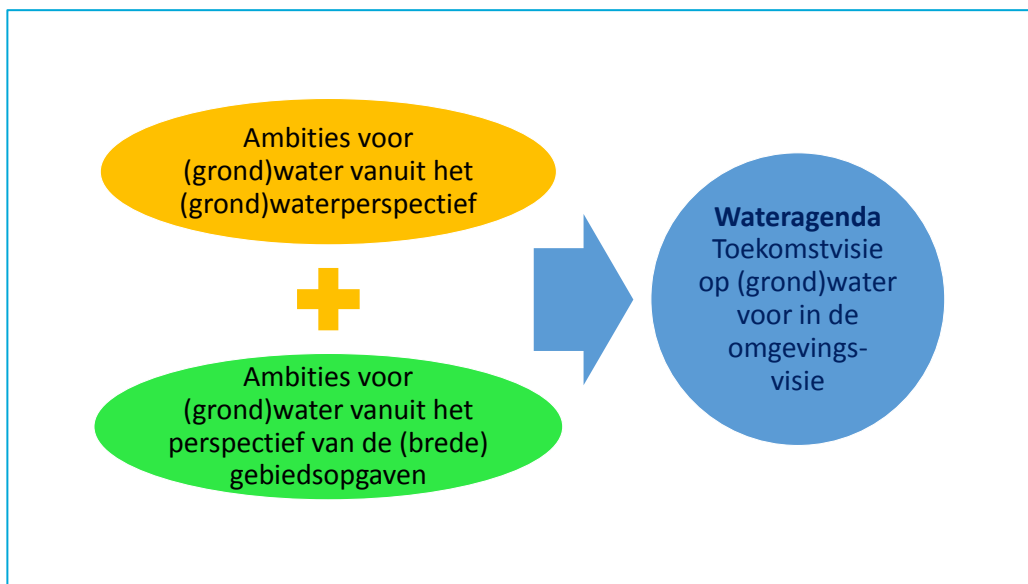 Ambities voor
(grond)water vanuit het
(grond)waterperspectief
Ambities voor
(grond)water vanuit het
perspectief van de (brede)
gebiedsopgaven
Wateragenda
Toekomstvisie
op (grond)water
voor in de
omgevings-
visie